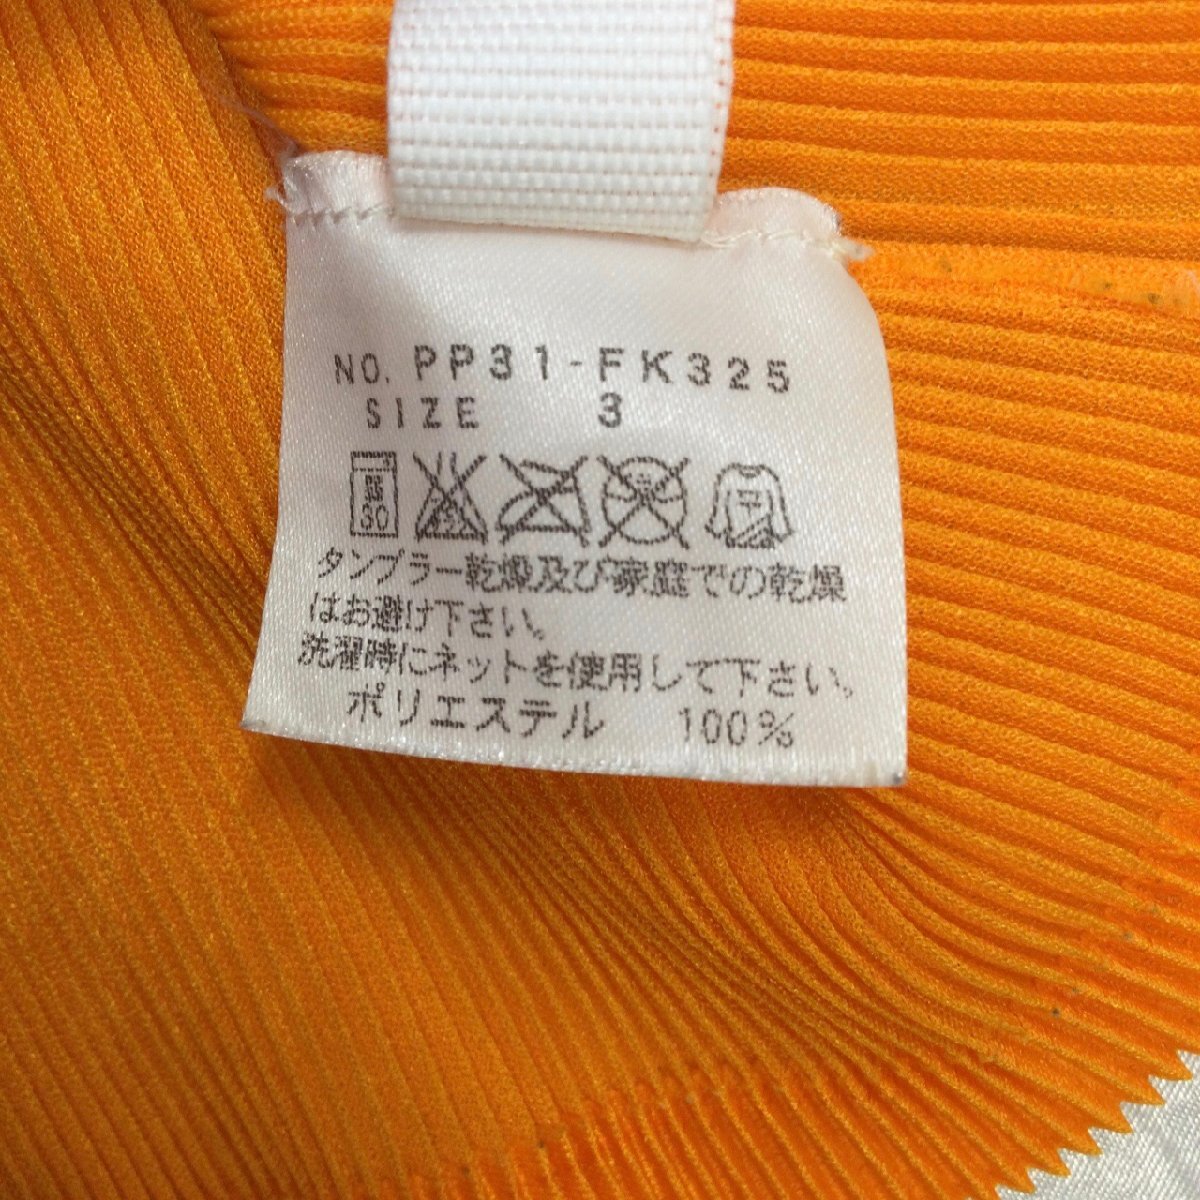 NO. PP31-FK325
SIZE 3
30
タンブラー乾燥及び家庭での乾燥
はお避け下さい。
洗濯時にネットを使用して下さい。
ポリエステル 100%